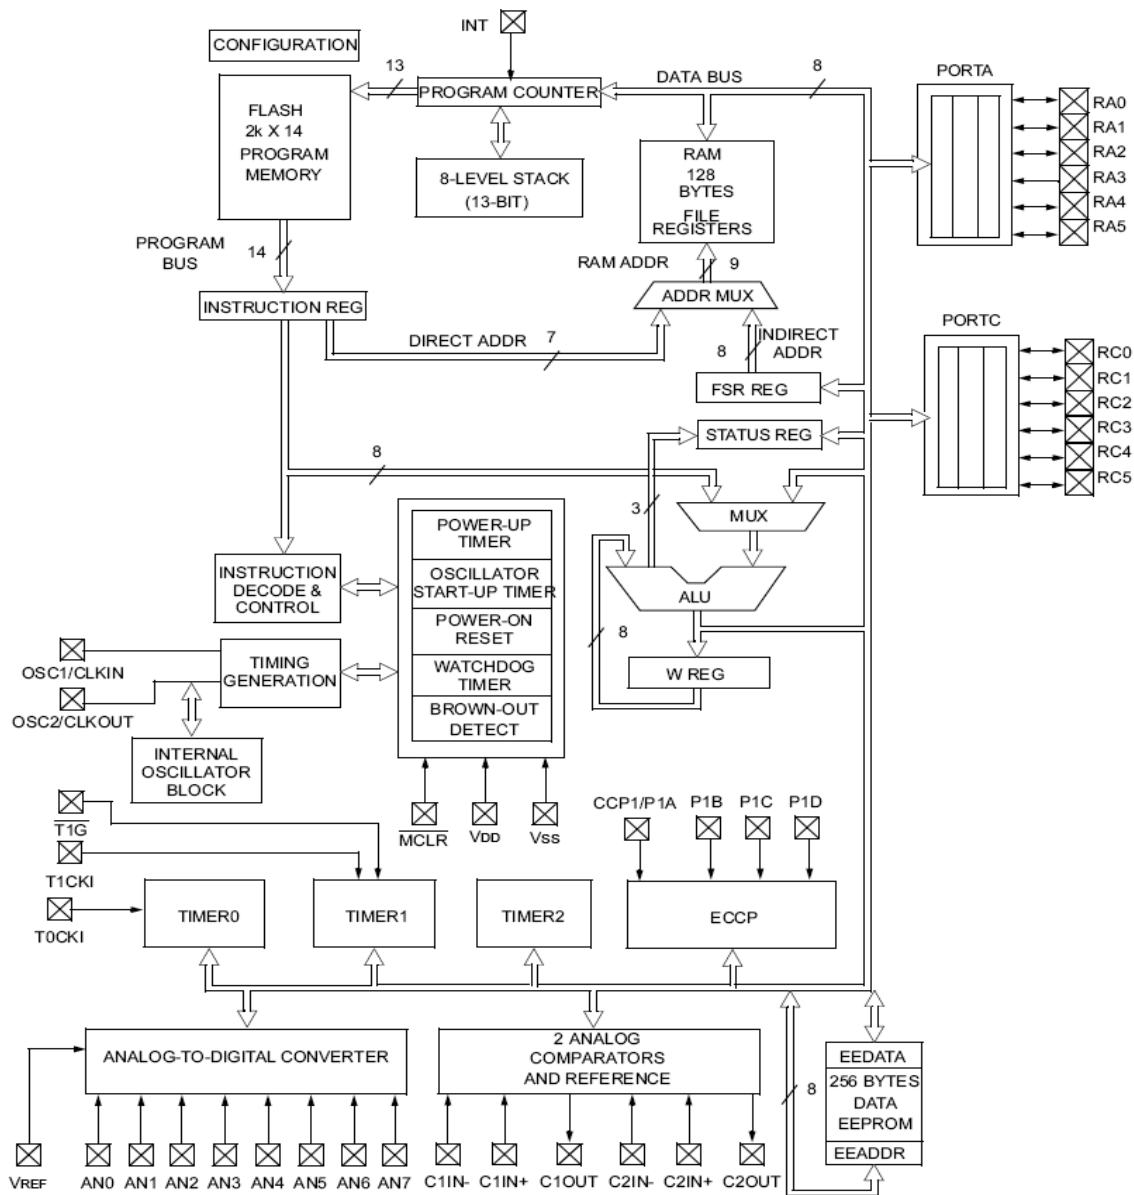 INT
CONFIGURATION
13
DATA BUS
8
PORTA
PROGRAM COUNTER
FLASH
2k X 14
PROGRAM
MEMORY
8-LEVEL STACK
(13-BIT)
RAM
128
BYTES
FILE
REGISTERS
RA0
RA1
RA2
RA3
RA4
RA5
PROGRAM
BUS
14
RAM ADDR
9
INSTRUCTION REG
ADDR MUX
DIRECT ADDR
7
8
INDIRECT
ADDR
FSR REG
STATUS REG
PORTC
RC0
RC1
RC2
RC3
RC4
RC5
8
3
MUX
POWER-UP
TIMER
OSCILLATOR
START-UP TIMER
POWER-ON
RESET
WATCHDOG
TIMER
BROWN-OUT
DETECT
INSTRUCTION
DECODE &
CONTROL
ALU
8
W REG
OSC1/CLKIN
TIMING
GENERATION
OSC2/CLKOUT
INTERNAL
OSCILLATOR
BLOCK
MCLR
VDD
VSS
CCP1/P1A
P1B
P1C
P1D
T1G
T1CKI
T0CKI
TIMER0
TIMER1
TIMER2
ECCP
ANALOG-TO-DIGITAL CONVERTER
2 ANALOG
COMPARATORS
AND REFERENCE
EEDATA
256 BYTES
DATA
EEPROM
EEADDR
8
VREF
AN0
AN1
AN2
AN3
AN4
AN5
AN6
AN7
C1IN-
C1IN+
C1OUT
C2IN-
C2IN+
C2OUT